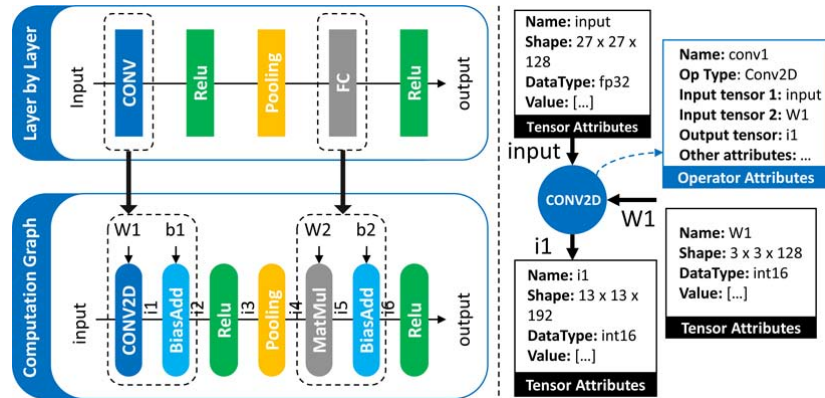 Layer by Layer
Input
CONV
Relu
Pooling
FC
Relu
output
Computation Graph
W1
b1
W2
b2
input
CONV2D
i1
BiasAdd
i2
Relu
i3
Pooling
i4
MatMul
i5
BiasAdd
i6
Relu
output
Name: input
Shape: 27 x 27 x
128
DataType: fp32
Value: [...]
Tensor Attributes
Name: conv1
Op Type: Conv2D
Input tensor 1: input
Input tensor 2: W1
Output tensor: i1
Other attributes: ...
Operator Attributes
input
CONV2D
W1
i1
Name: W1
Shape: 3 x 3 x 128
DataType: int16
Value: [...]
Tensor Attributes
Name: i1
Shape: 13 x 13 x
192
DataType: int16
Value: [...]
Tensor Attributes